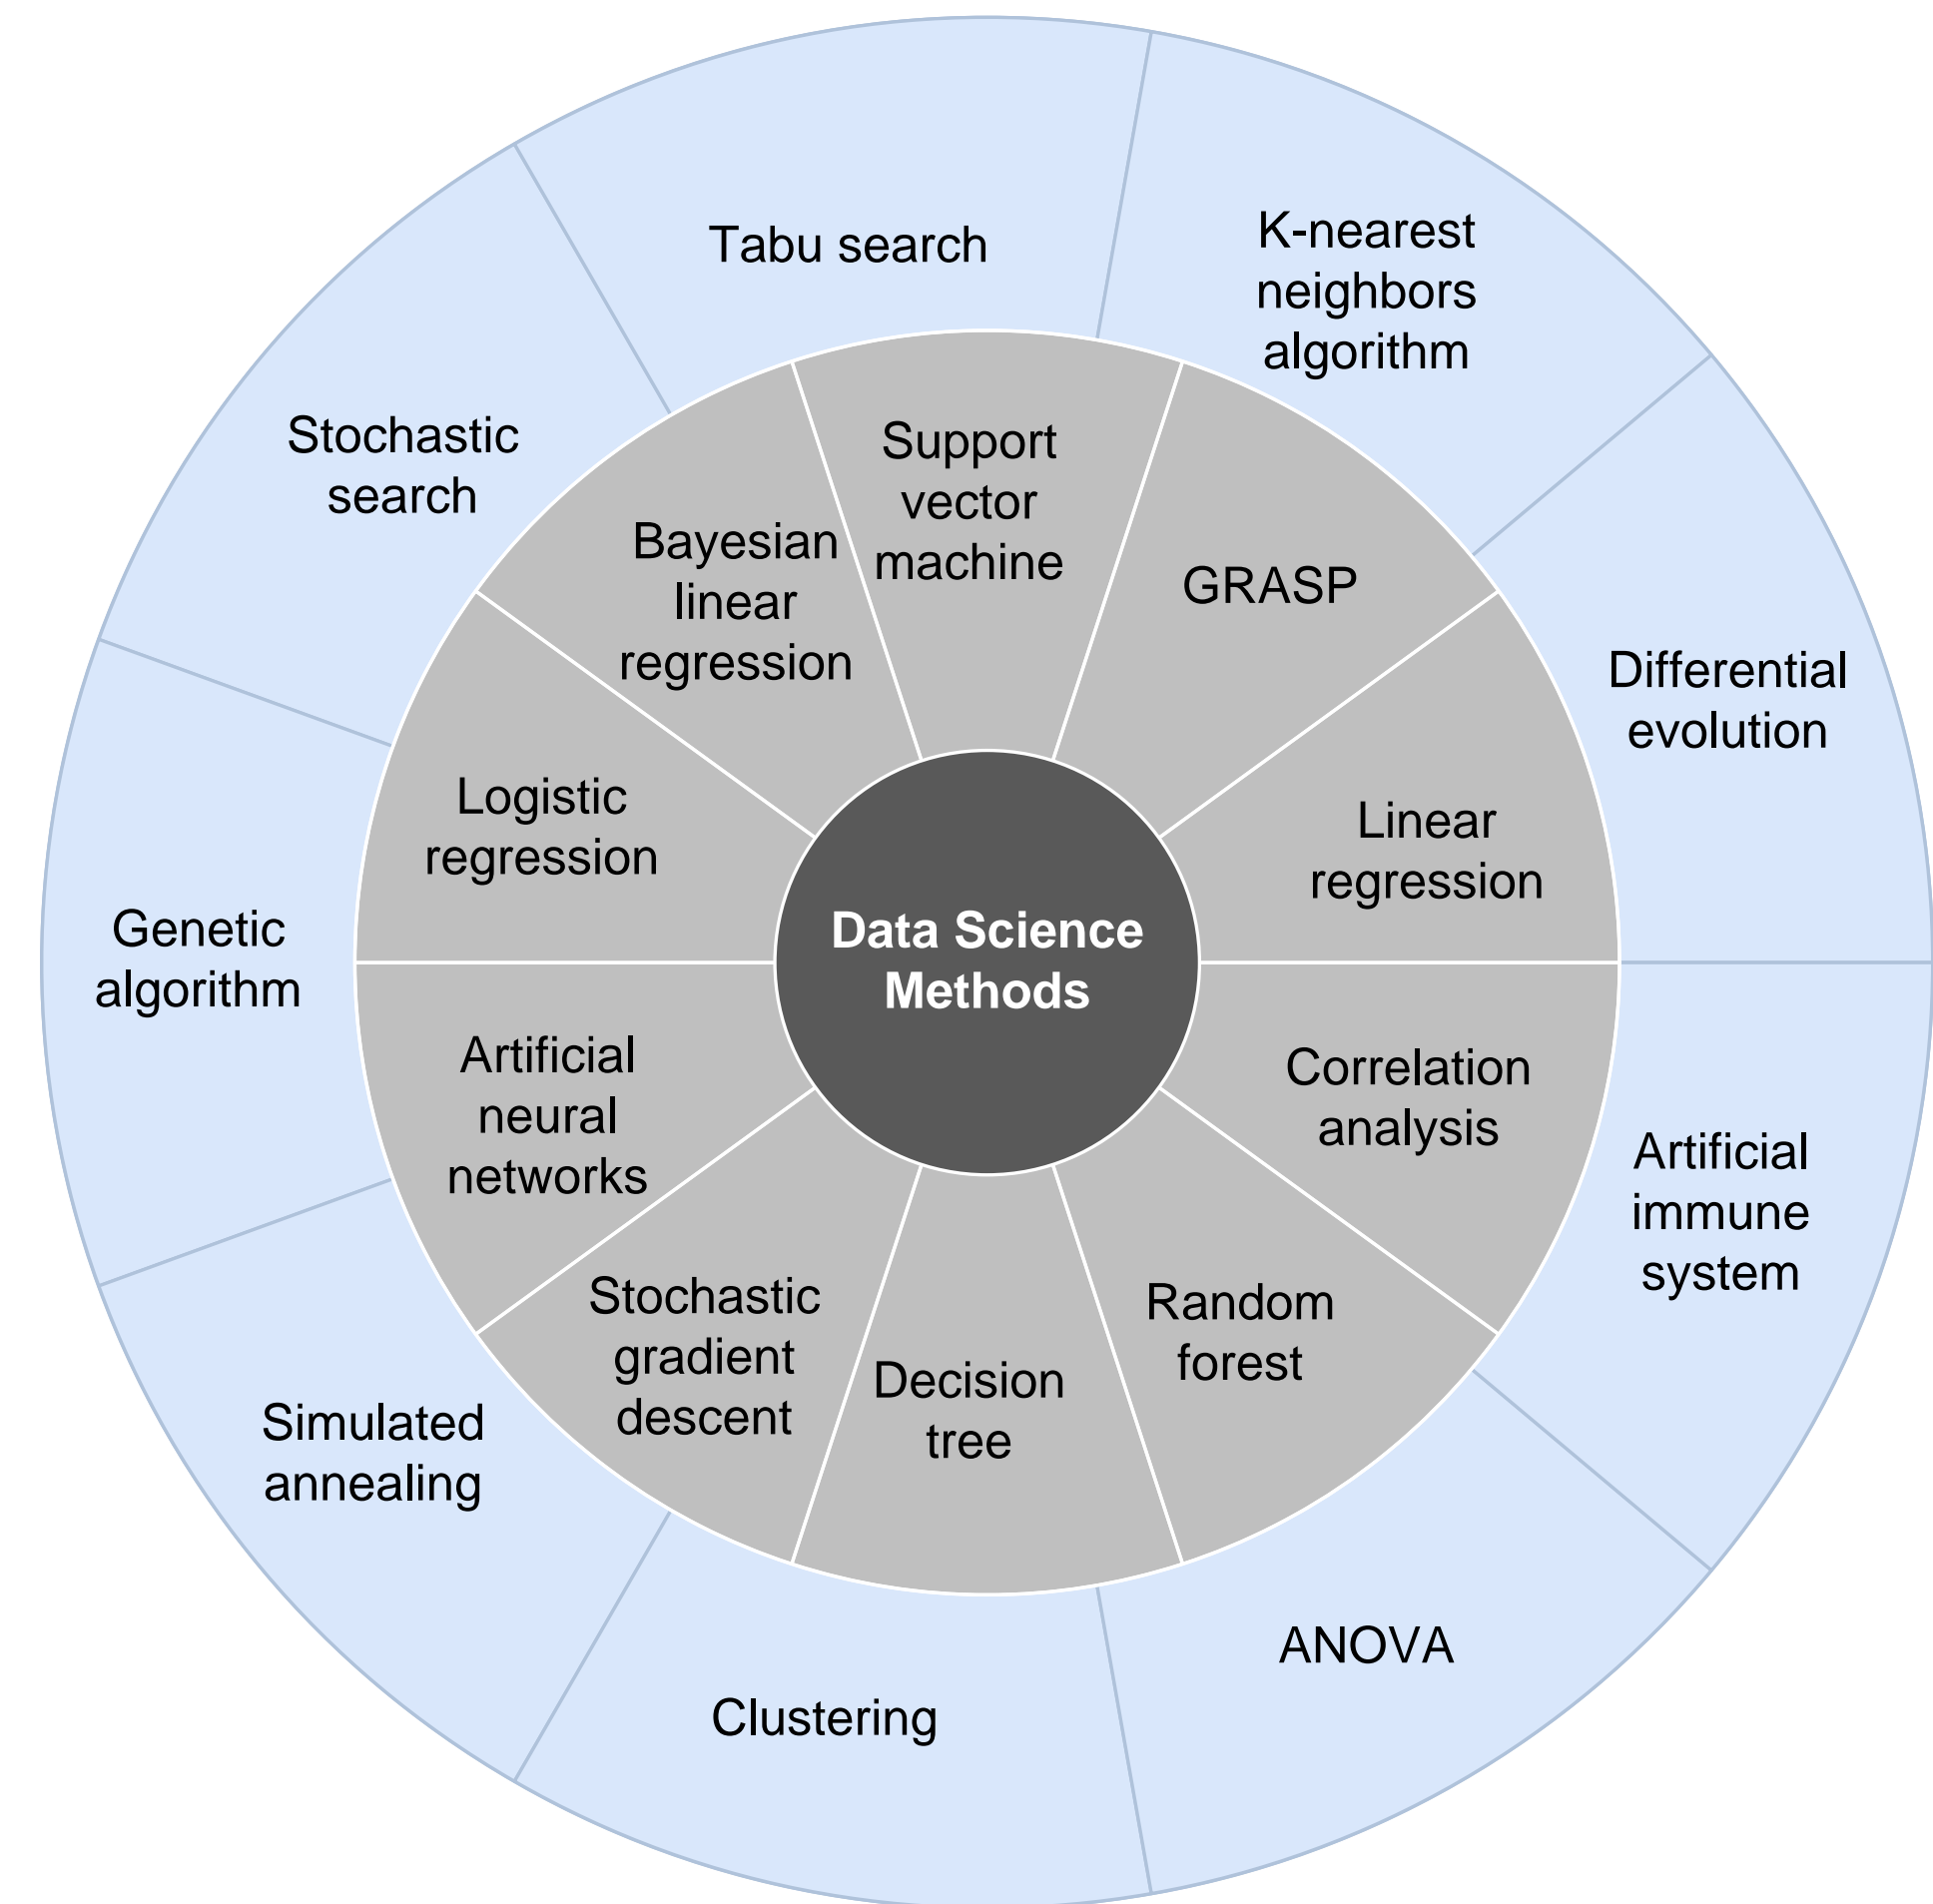 Tabu search
K-nearest
neighbors
algorithm
Stochastic
search
Support
vector
machine
Bayesian
linear
regression
GRASP
Differential
evolution
Logistic
regression
Linear
regression
Genetic
algorithm
Data Science
Methods
Artificial
neural
networks
Correlation
analysis
Artificial
immune
system
Stochastic
gradient
descent
Random
forest
Decision
tree
Simulated
annealing
ANOVA
Clustering